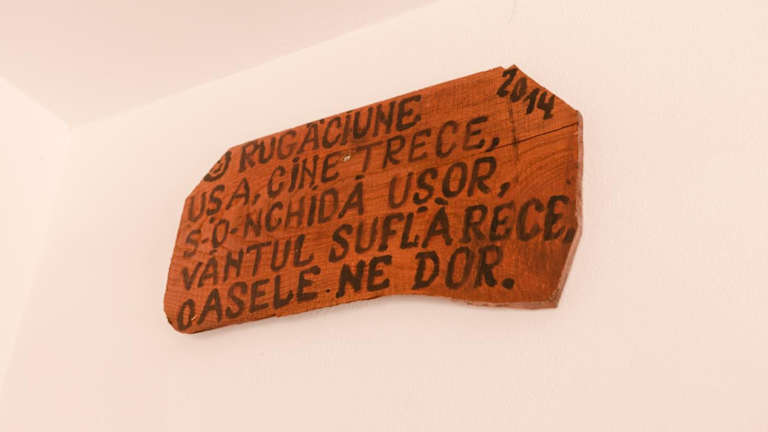 2014
O RUGĂCIUNE
UȘA, CINE TRECE,
S-O-NCHIDĂ UȘOR,
VÂNTUL SUFLĂ RECE,
OASELE NE DOR.